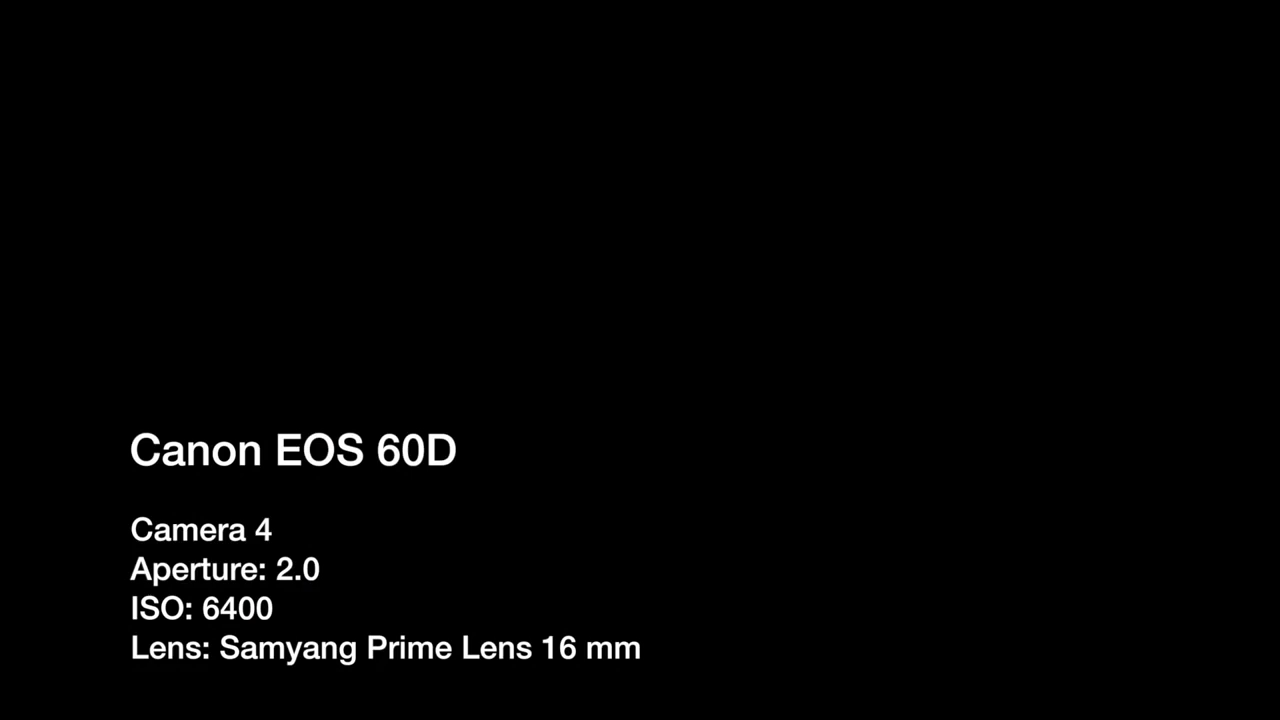 Canon EOS 60D
Camera 4
Aperture: 2.0
ISO: 6400
Lens: Samyang Prime Lens 16 mm